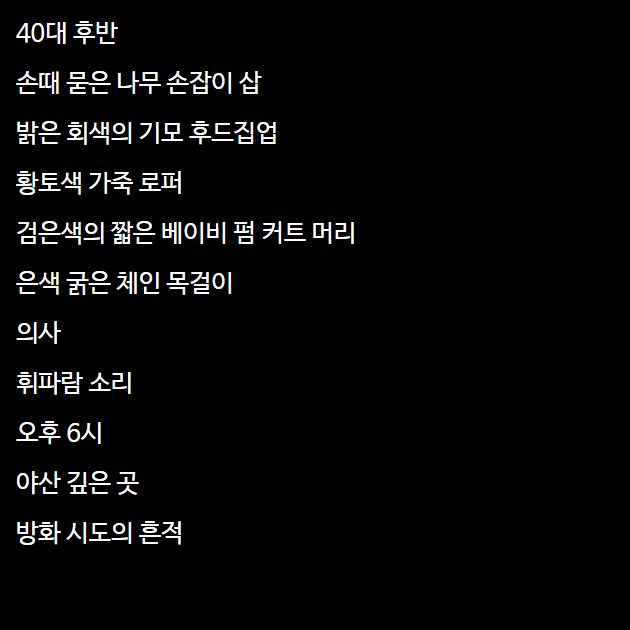 40대 후반
손때 묻은 나무 손잡이 삽
밝은 회색의 기모 후드집업
황토색 가죽 로퍼
검은색의 짧은 베이비 펌 커트 머리
은색 굵은 체인 목걸이
의사
휘파람 소리
오후 6시
야산 깊은 곳
방화 시도의 흔적